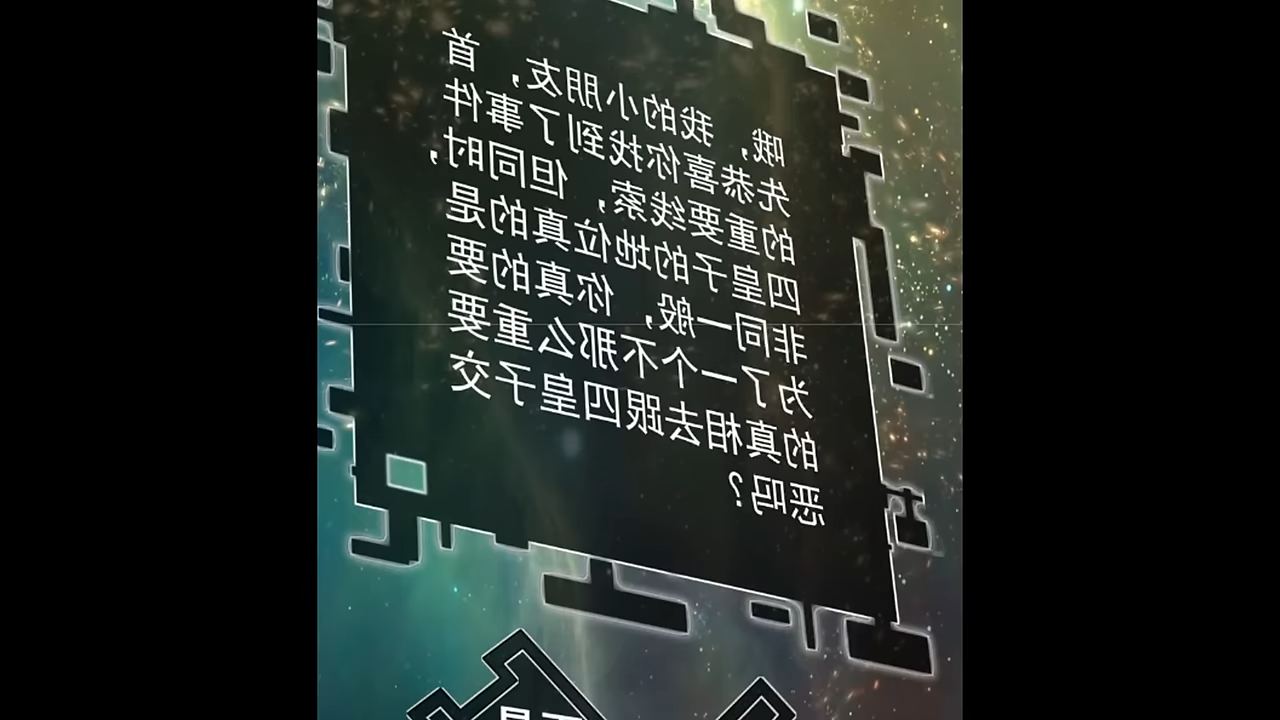 哦，我的小朋友，首
先恭喜你找到了事件
的重要线索，但同时，
四皇子的地位真的是
非同一般，你真的要
为了一个不那么重要
的真相去跟四皇子交
恶吗？